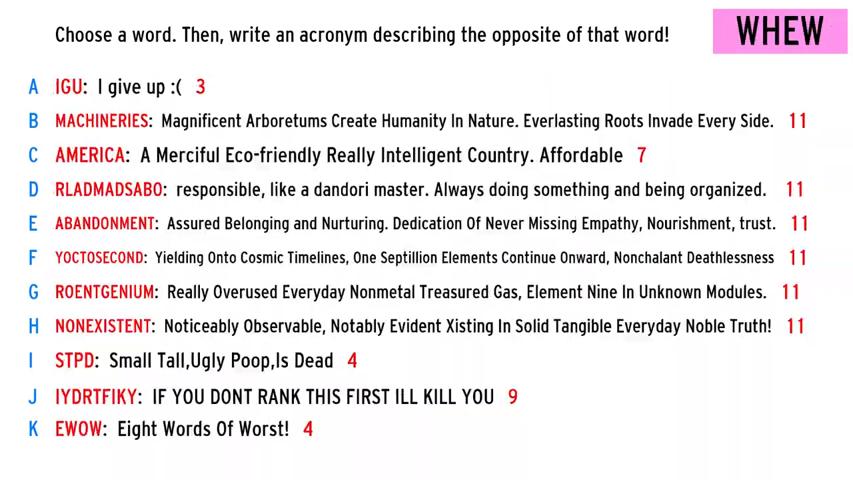 Choose a word. Then, write an acronym describing the opposite of that word!
WHEW
A IGU: I give up :( 3
B MACHINERIES: Magnificent Arboretums Create Humanity In Nature. Everlasting Roots Invade Every Side. 11
C AMERICA: A Merciful Eco-friendly Really Intelligent Country. Affordable 7
D RLADMADSABO: responsible, like a dandori master. Always doing something and being organized. 11
E ABANDONMENT: Assured Belonging and Nurturing. Dedication Of Never Missing Empathy, Nourishment, trust. 11
F YOCTOSECOND: Yielding Onto Cosmic Timelines, One Septillion Elements Continue Onward, Nonchalant Deathlessness 11
G ROENTGENIUM: Really Overused Everyday Nonmetal Treasured Gas, Element Nine In Unknown Modules. 11
H NONEXISTENT: Noticeably Observable, Notably Evident Xisting In Solid Tangible Everyday Noble Truth! 11
I STPD: Small Tall,Ugly Poop,Is Dead 4
J IYDRTFIKY: IF YOU DONT RANK THIS FIRST ILL KILL YOU 9
K EWOW: Eight Words Of Worst! 4